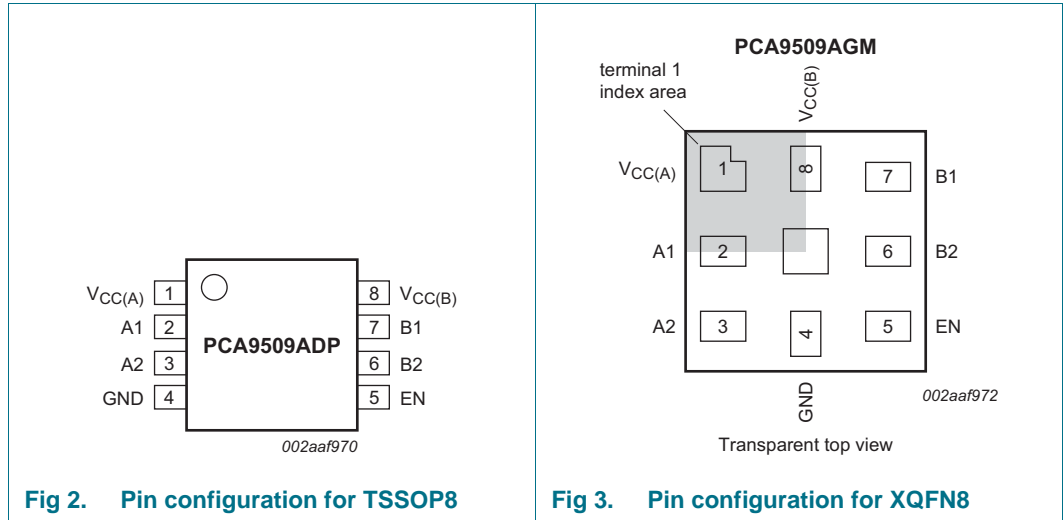 VCC(A) 1
A1 2
A2 3
GND 4
PCA9509ADP
8 VCC(B)
7 B1
6 B2
5 EN
002aaf970
Fig 2. Pin configuration for TSSOP8
PCA9509AGM
terminal 1
index area
VCC(B)
VCC(A) 1 8 7 B1
A1 2 6 B2
A2 3 4 5 EN
GND
002aaf972
Transparent top view
Fig 3. Pin configuration for XQFN8